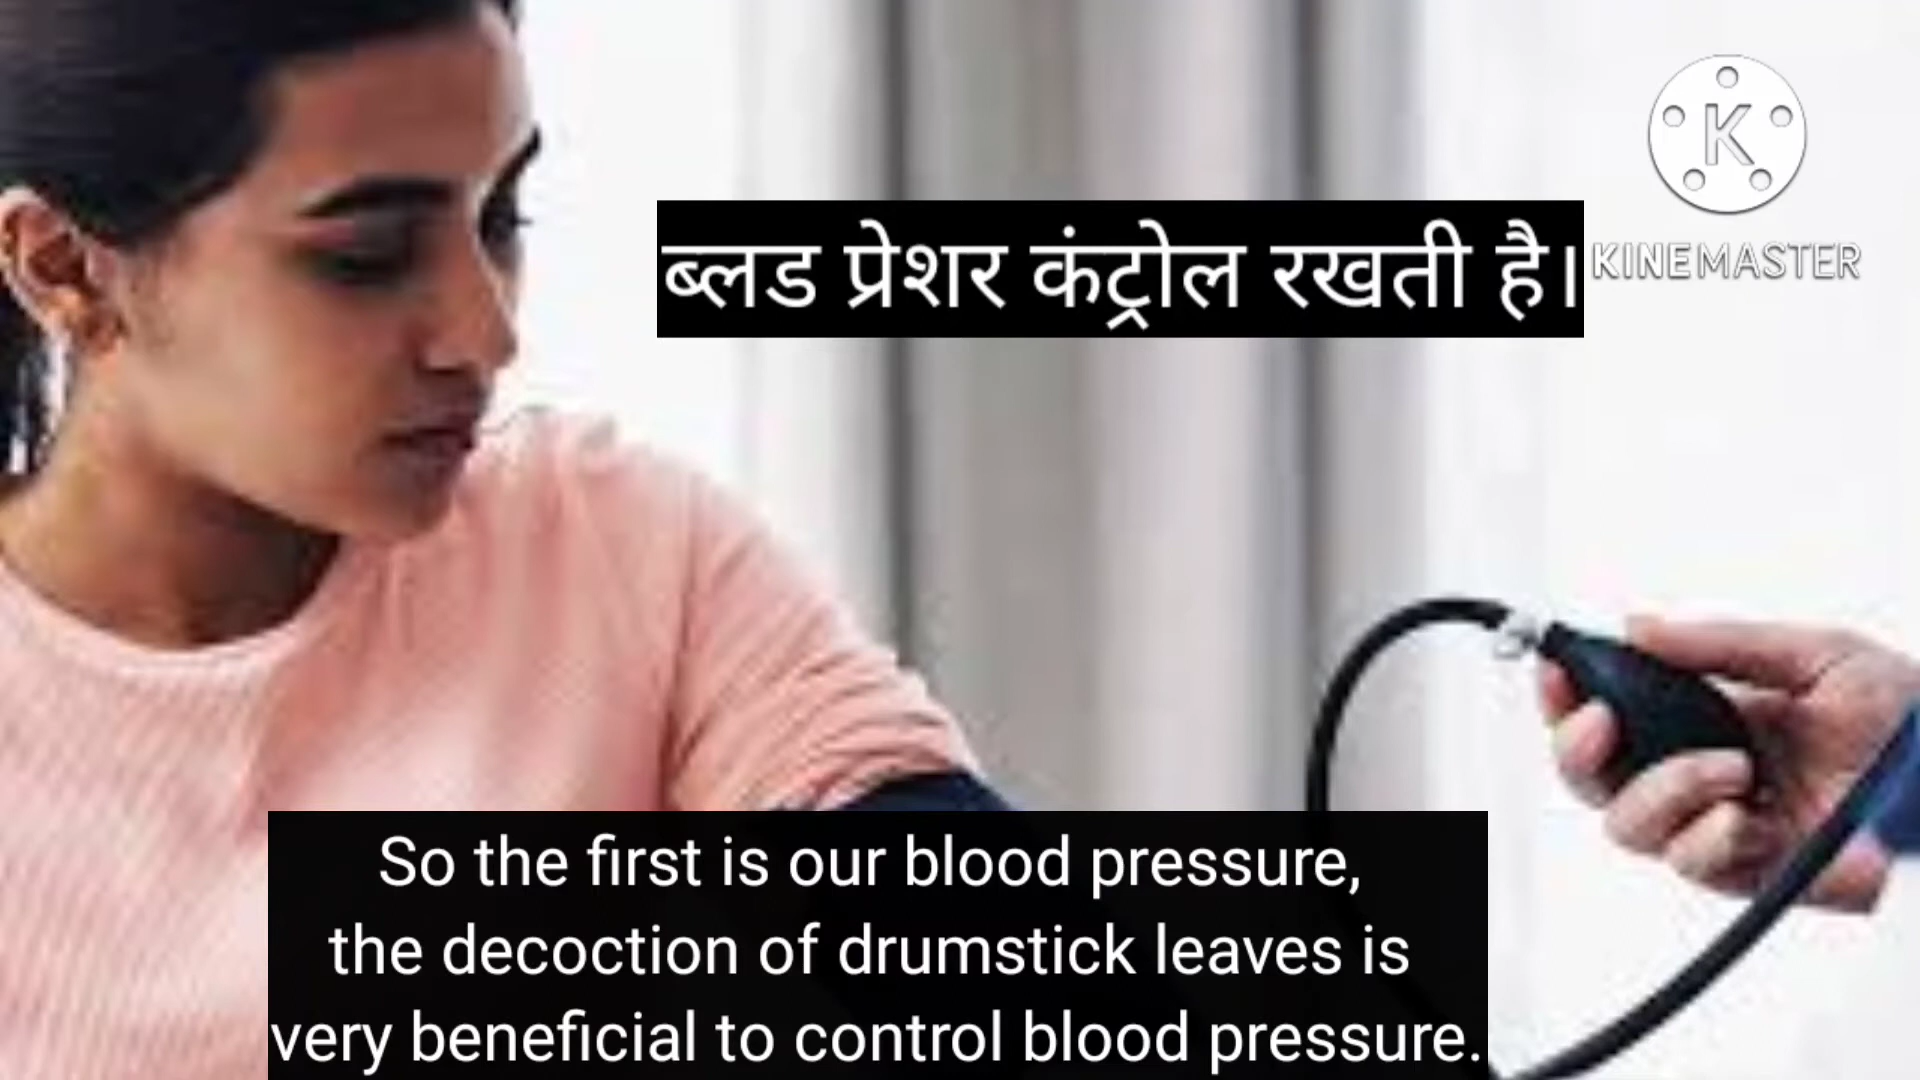 ब्लड प्रेशर कंट्रोल रखती है।
KINEMASTER
So the first is our blood pressure,
the decoction of drumstick leaves is
very beneficial to control blood pressure.